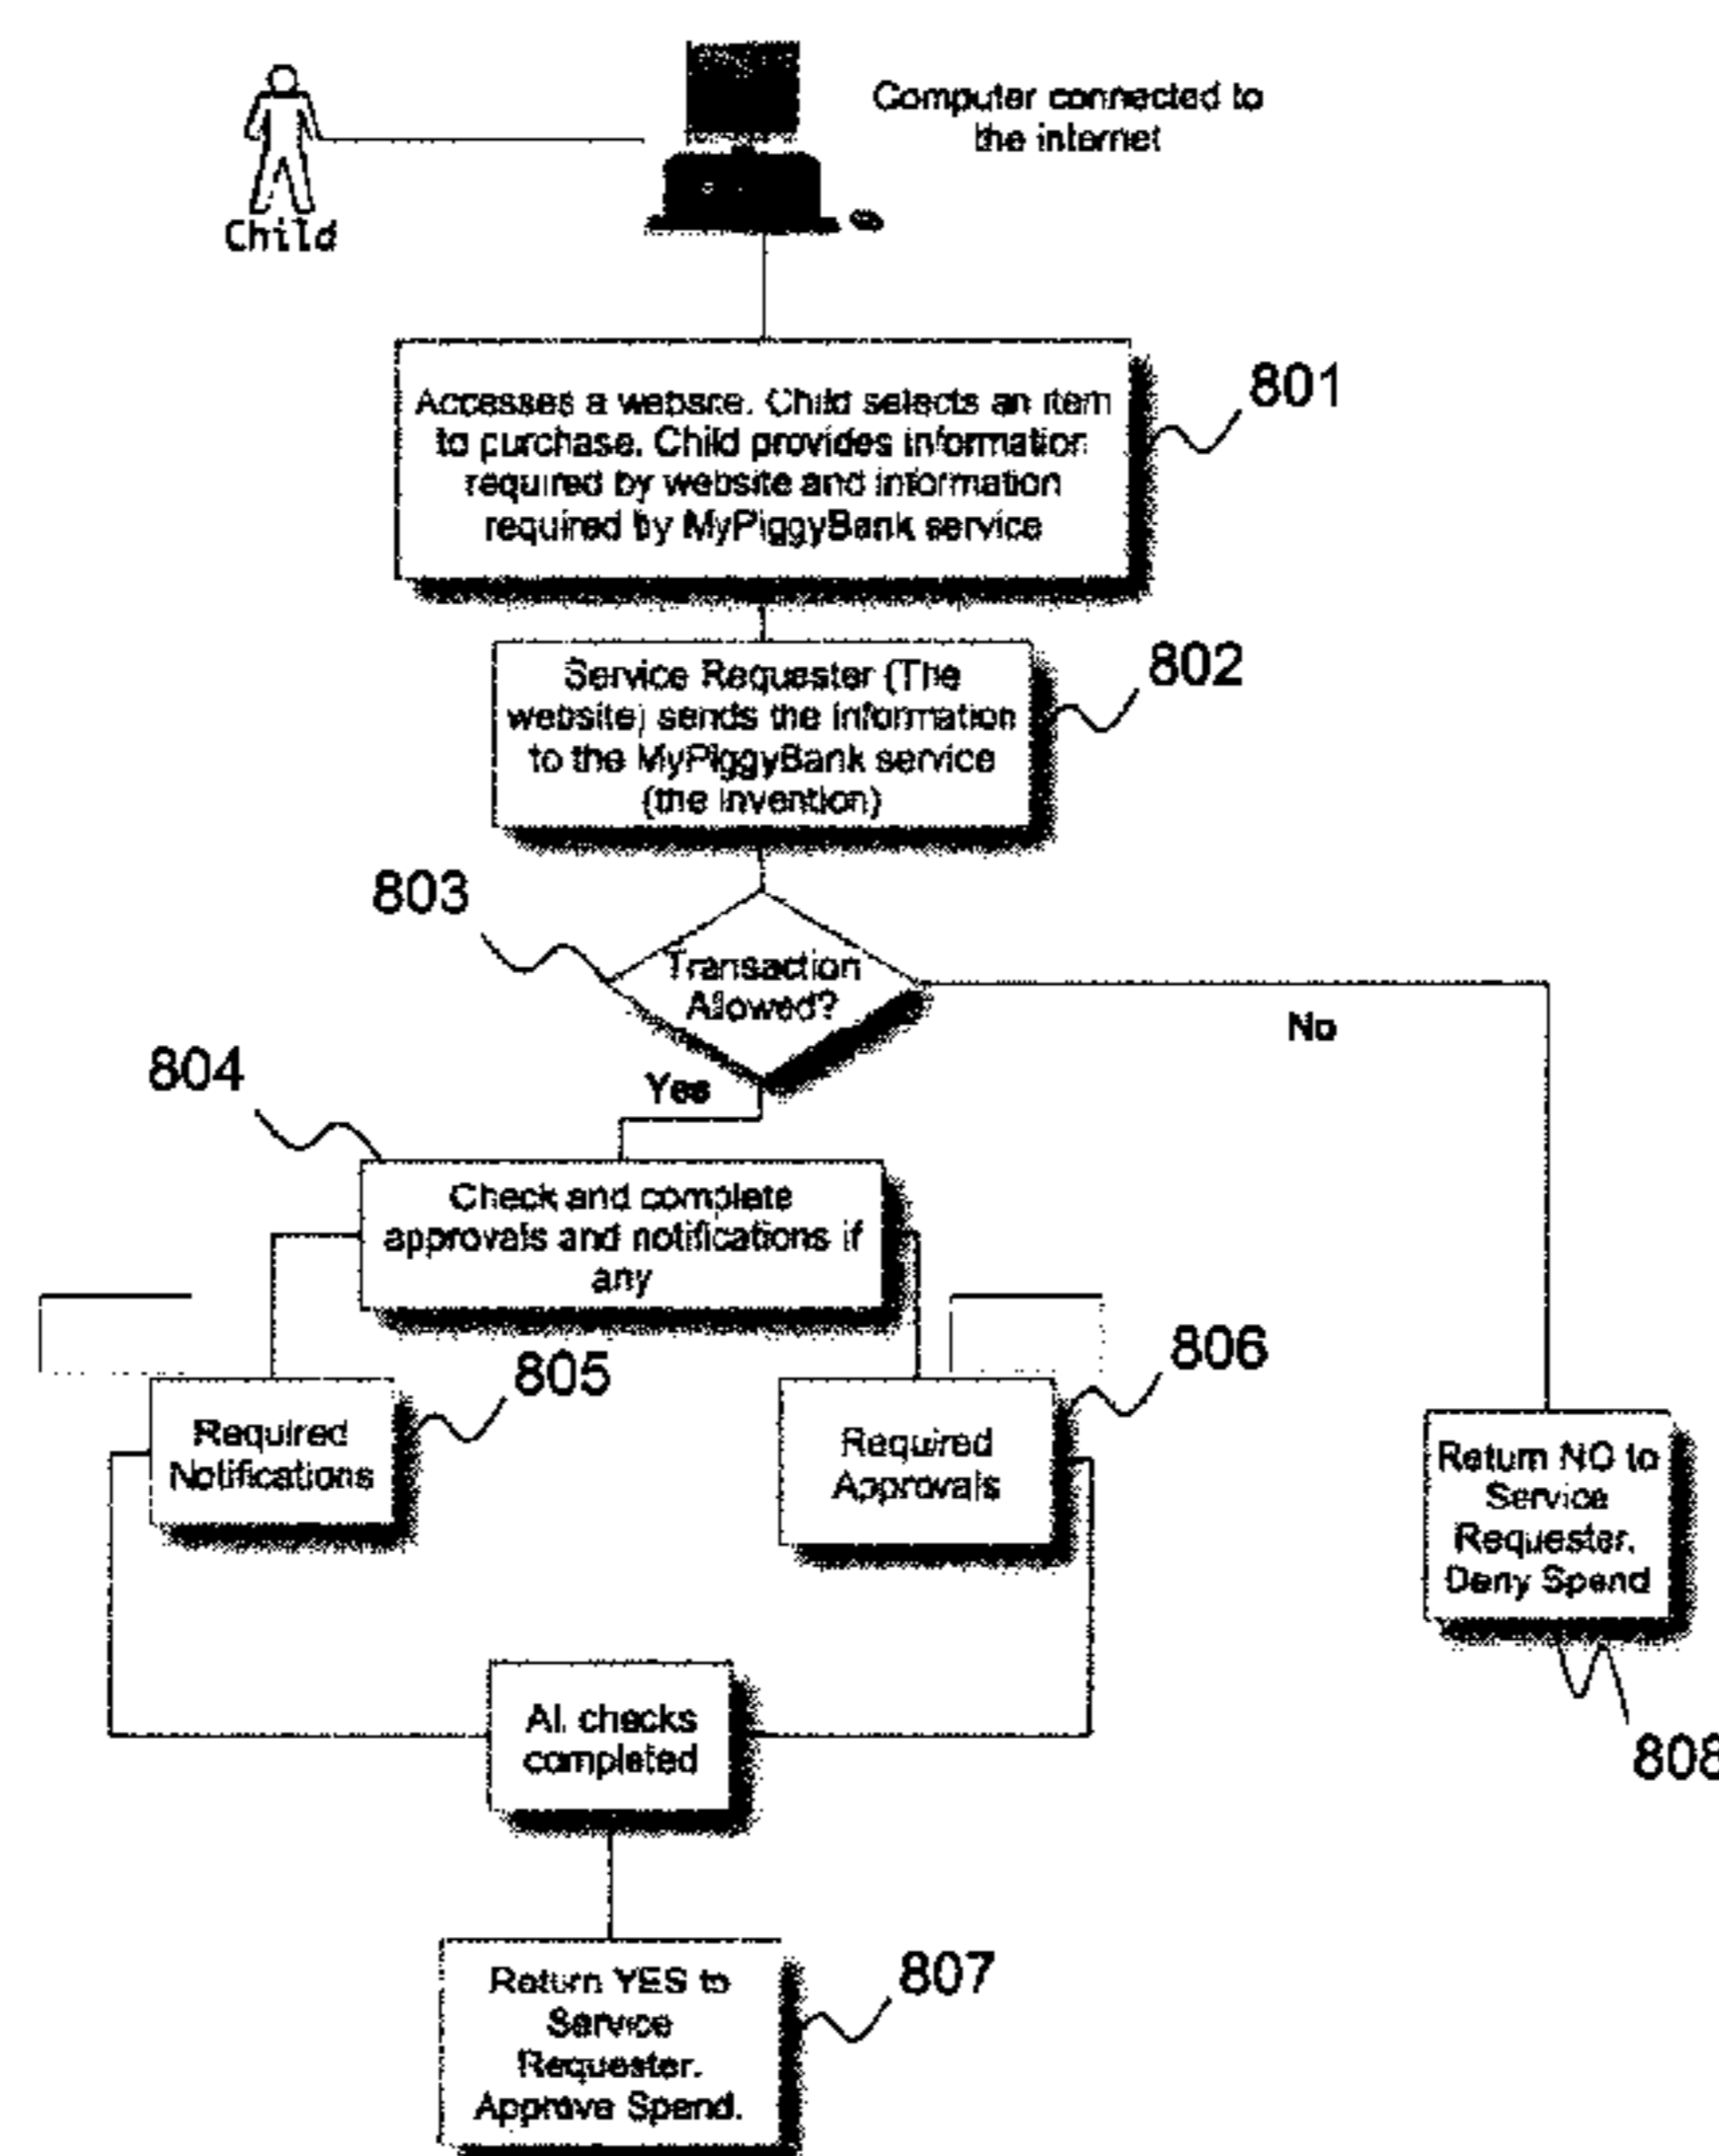 Computer connected to
the internet
Child
Accesses a website. Child selects an item
to purchase. Child provides information
required by website and information
required by MyPiggyBank service
801
Service Requester (The
website) sends the information
to the MyPiggyBank service
(the invention)
802
803
Transaction
Allowed?
No
Yes
804
Check and complete
approvals and notifications if
any
805
806
Required
Notifications
Required
Approvals
Return NO to
Service
Requester.
Deny Spend
808
All checks
completed
Return YES to
Service
Requester.
Approve Spend.
807